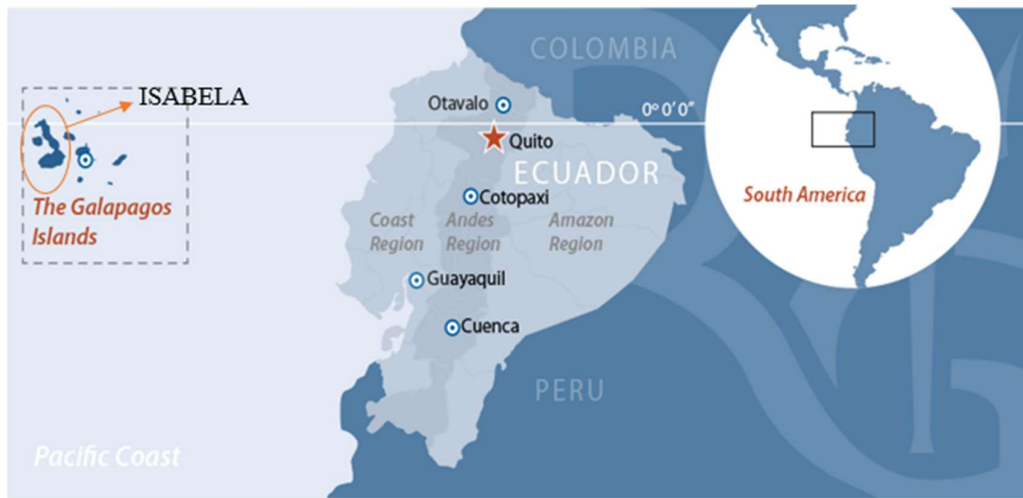 COLOMBIA
ISABELA
Otavalo
0° 0' 0"
Quito
ECUADOR
Cotopaxi
South America
The Galapagos
Islands
Coast
Region
Andes
Region
Amazon
Region
Guayaquil
Cuenca
PERU
Pacific Coast